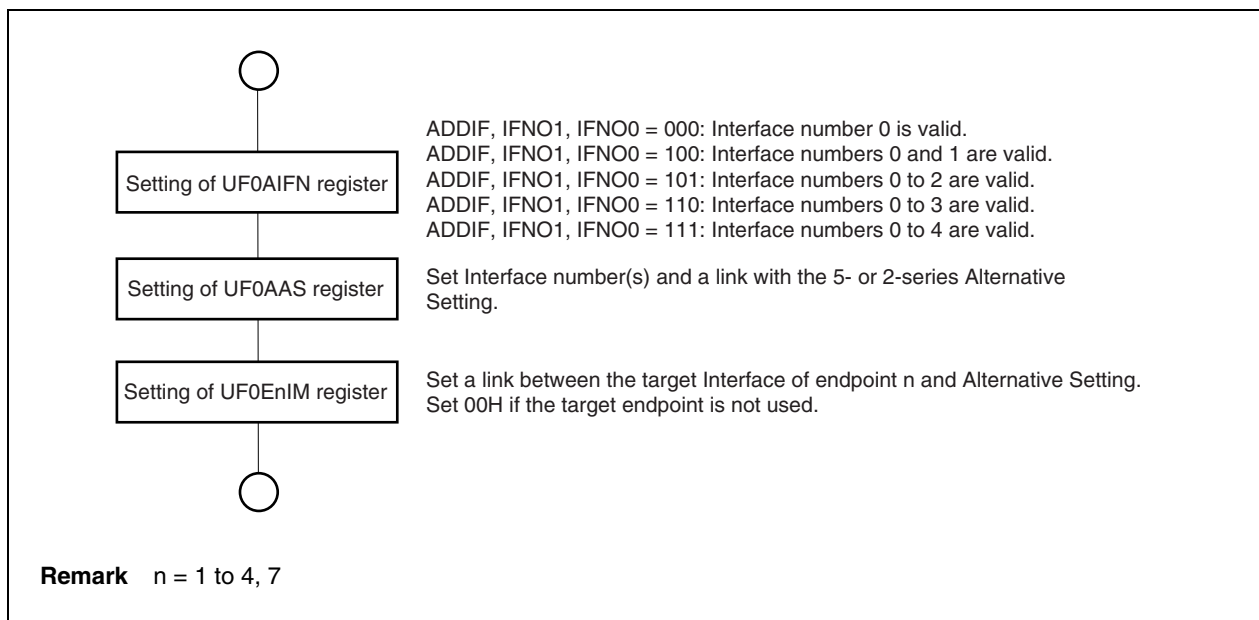 Setting of UF0AIFN register
ADDIF, IFNO1, IFNO0 = 000: Interface number 0 is valid.
ADDIF, IFNO1, IFNO0 = 100: Interface numbers 0 and 1 are valid.
ADDIF, IFNO1, IFNO0 = 101: Interface numbers 0 to 2 are valid.
ADDIF, IFNO1, IFNO0 = 110: Interface numbers 0 to 3 are valid.
ADDIF, IFNO1, IFNO0 = 111: Interface numbers 0 to 4 are valid.
Setting of UF0AAS register
Set Interface number(s) and a link with the 5- or 2-series Alternative
Setting.
Setting of UF0EnIM register
Set a link between the target Interface of endpoint n and Alternative Setting.
Set 00H if the target endpoint is not used.
Remark n = 1 to 4, 7